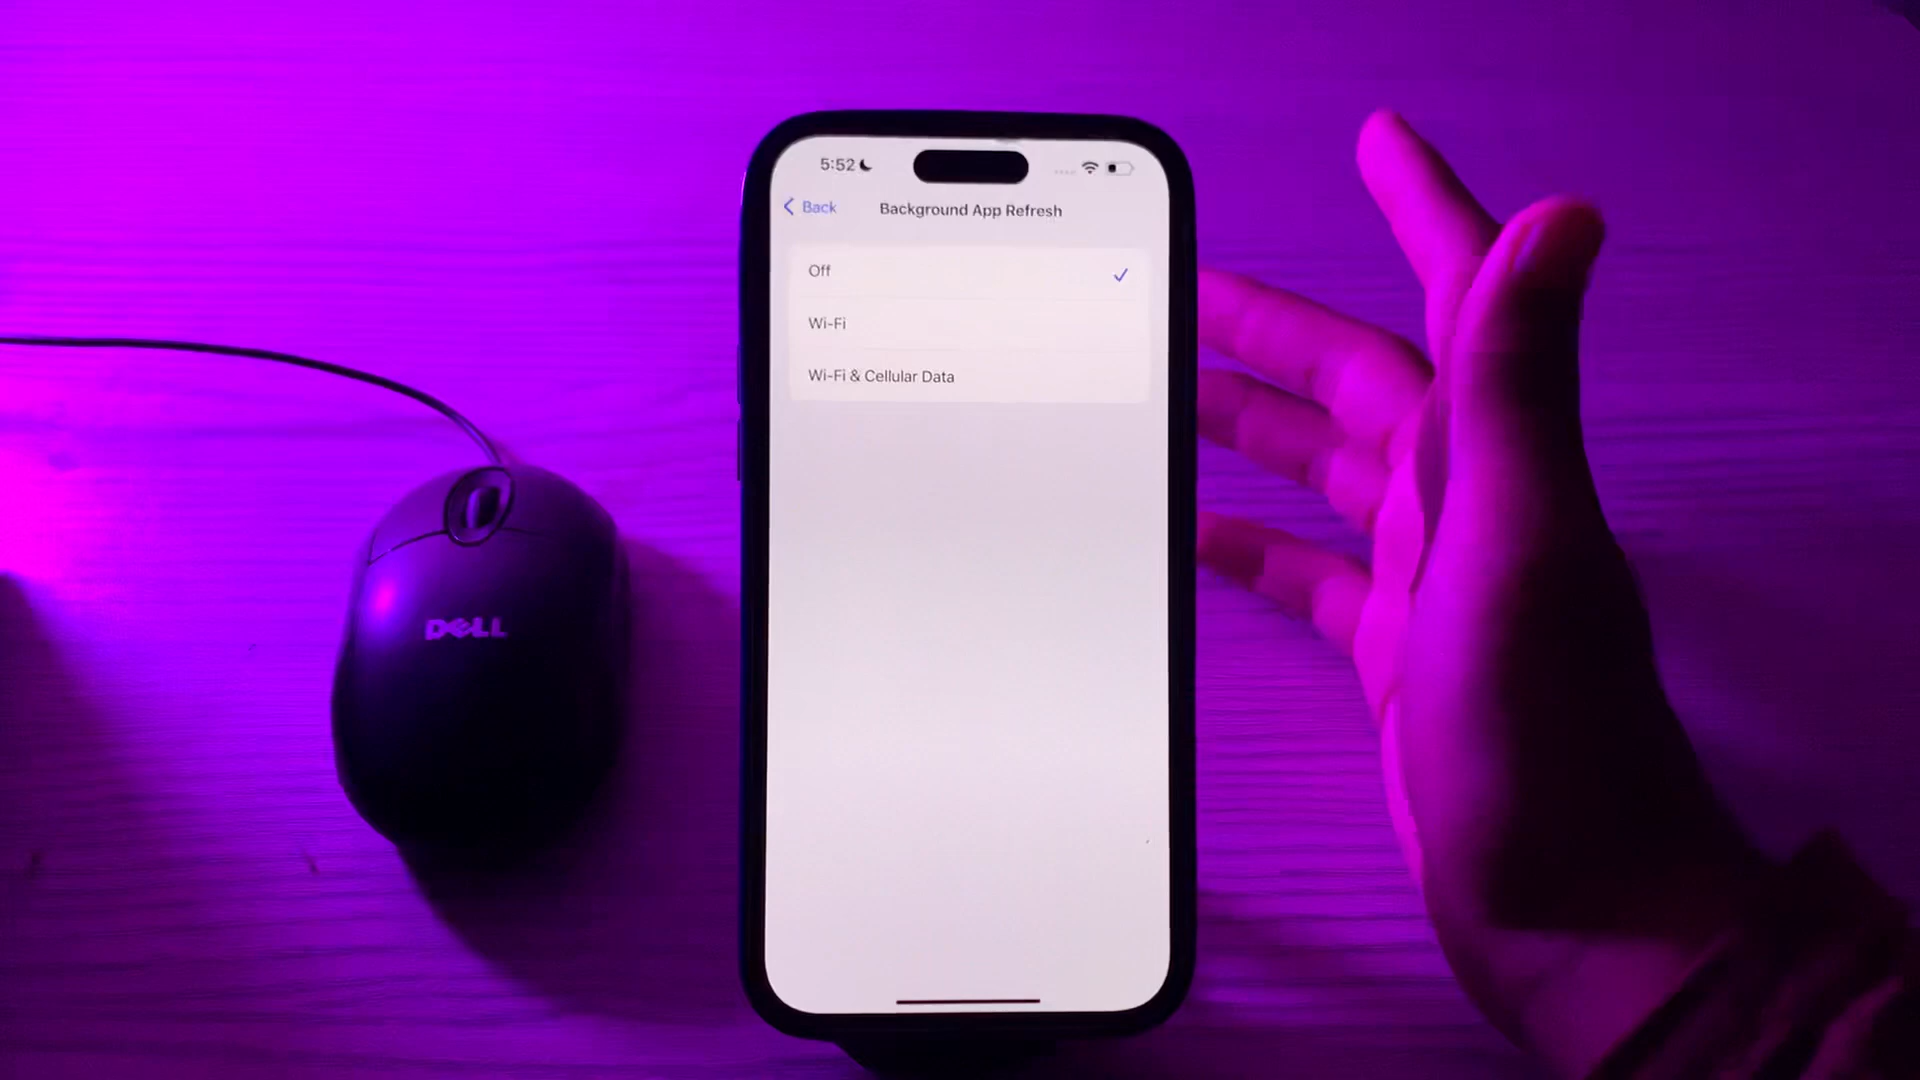 5:52
Back
Background App Refresh
Off
Wi-Fi
Wi-Fi & Cellular Data
DELL